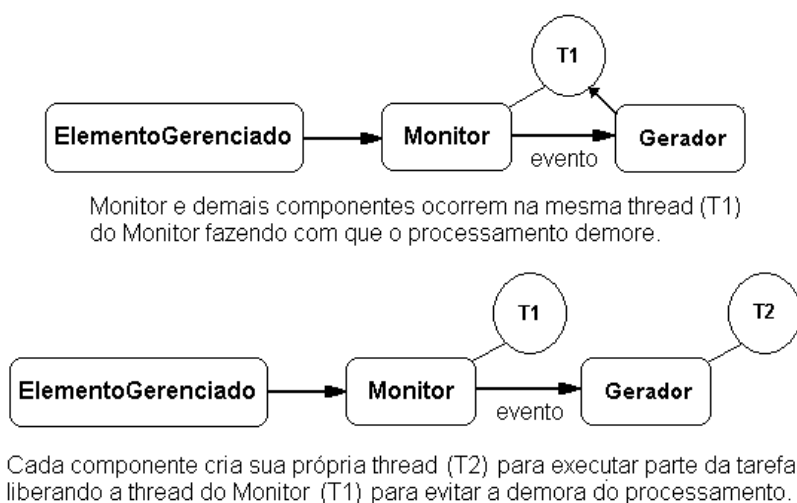 T1
ElementoGerenciado
Monitor
evento
Gerador
Monitor e demais componentes ocorrem na mesma thread (T1)
do Monitor fazendo com que o processamento demore.
T1
T2
ElementoGerenciado
Monitor
evento
Gerador
Cada componente cria sua própria thread (T2) para executar parte da tarefa
liberando a thread do Monitor (T1) para evitar a demora do processamento.